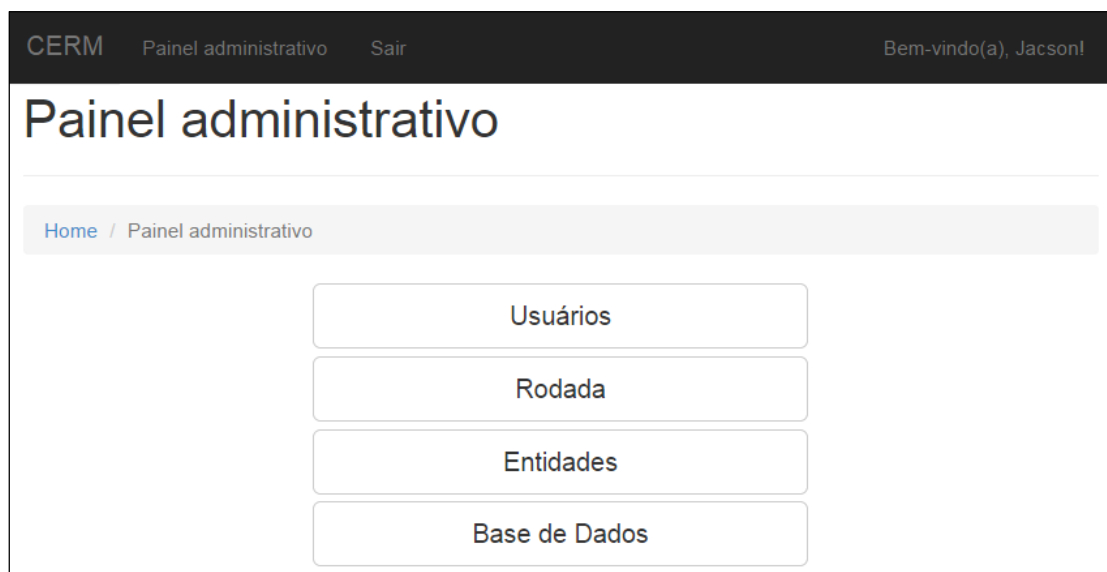 CERM Painel administrativo Sair Bem-vindo(a), Jacson!
Painel administrativo
Home / Painel administrativo
Usuários
Rodada
Entidades
Base de Dados